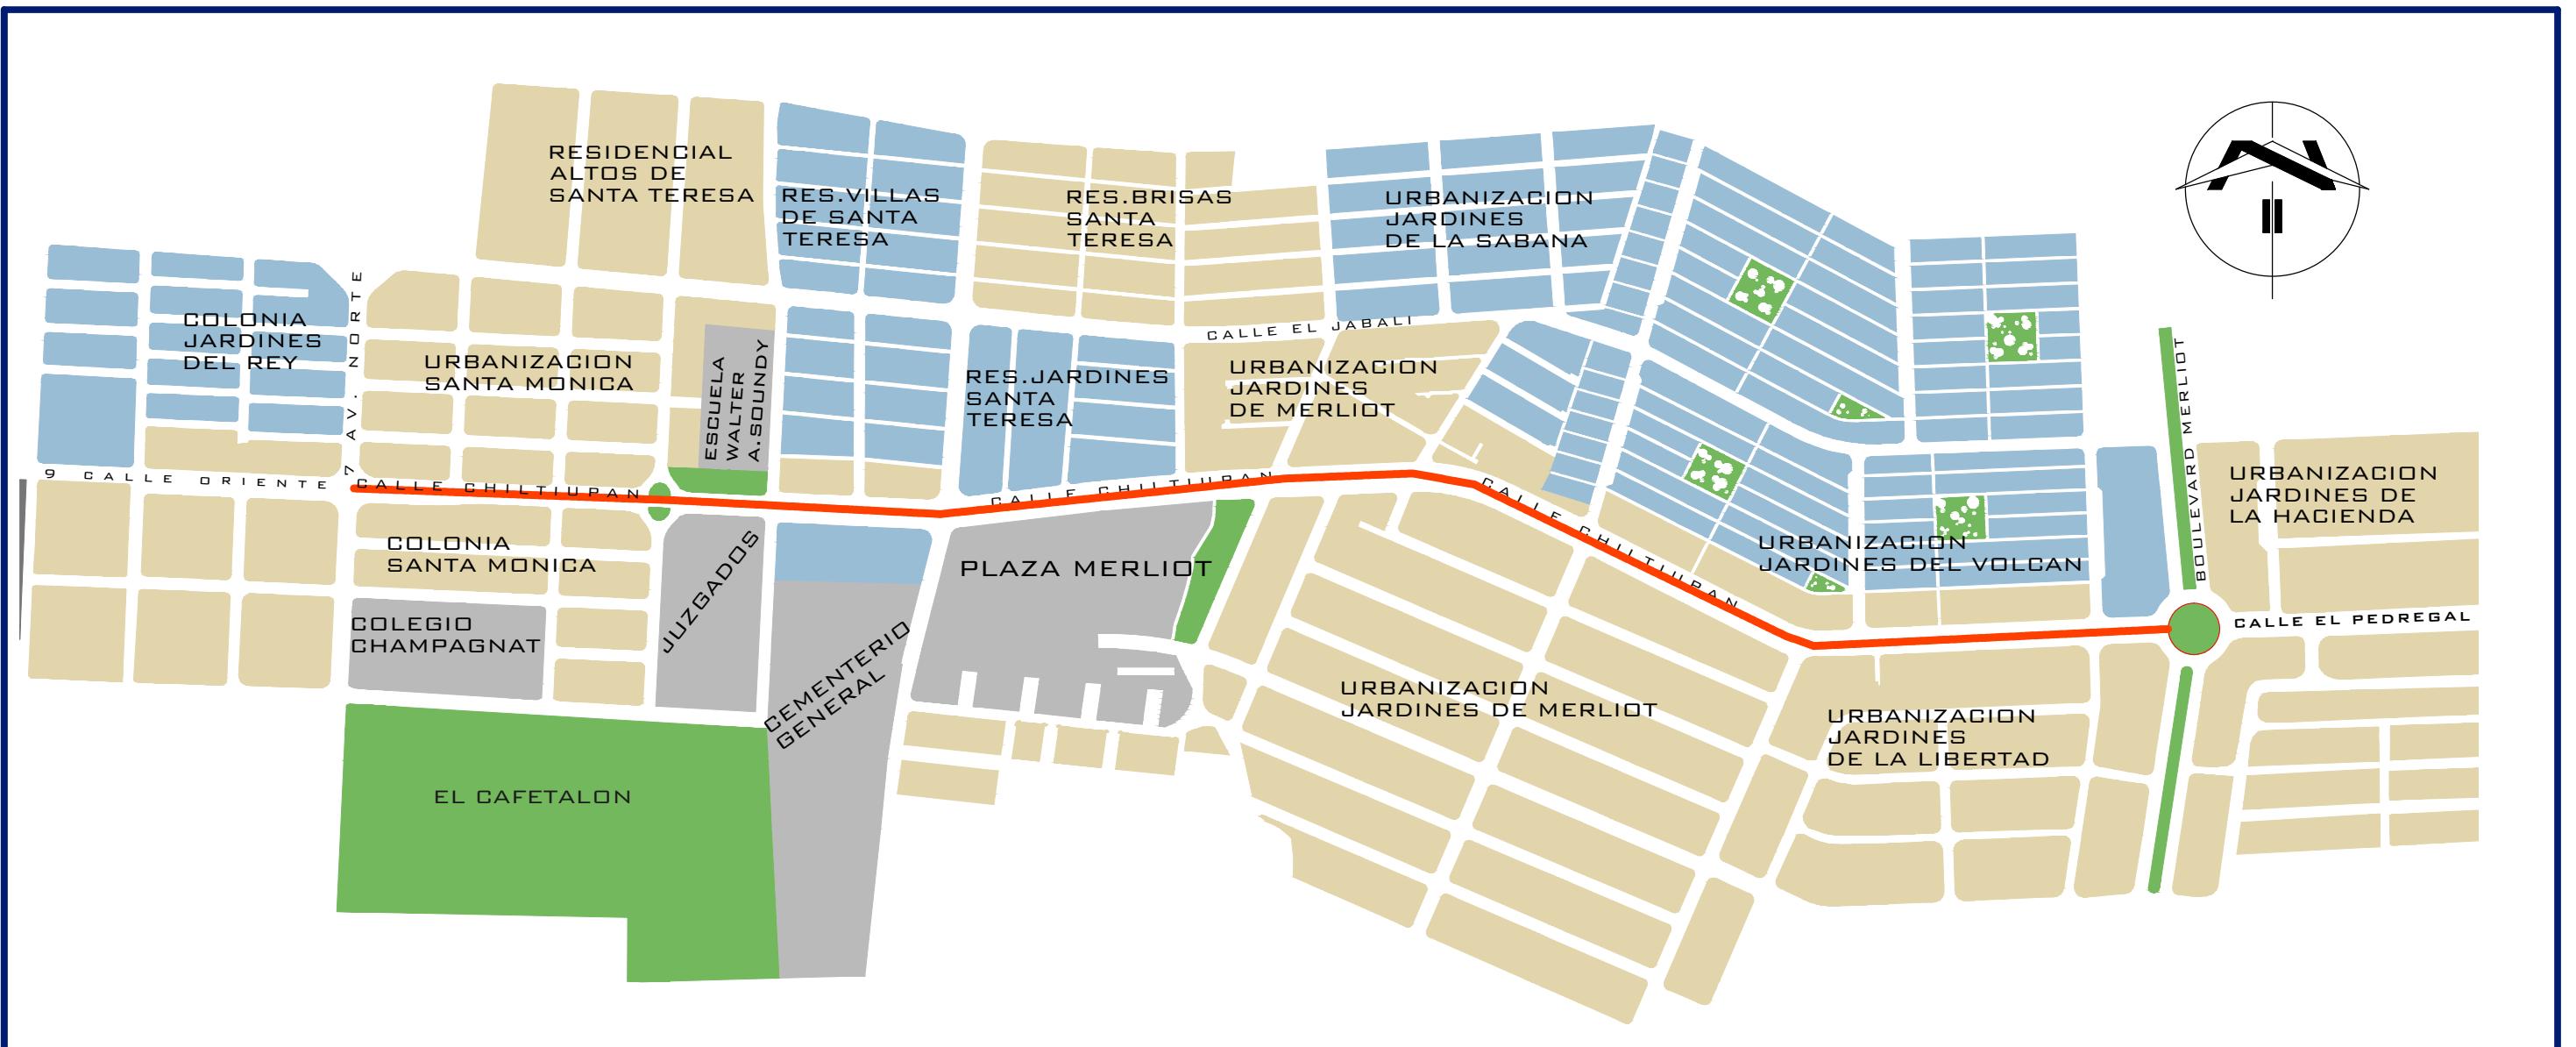 RESIDENCIAL
ALTOS DE
SANTA TERESA
RES.VILLAS
DE SANTA
TERESA
RES.BRISAS
SANTA
TERESA
URBANIZACION
JARDINES
DE LA SABANA
COLONIA
JARDINES
DEL REY
7 AV. NORTE
URBANIZACION
SANTA MONICA
ESCUELA
WALTER
A.SOUNDY
RES.JARDINES
SANTA
TERESA
CALLE EL JABALI
URBANIZACION
JARDINES
DE MERLIOT
BOULEVARD MERLIOT
URBANIZACION
JARDINES DE
LA HACIENDA
9 CALLE ORIENTE
CALLE CHILTIUPAN
CALLE CHILTIUPAN
CALLE CHILTIUPAN
COLONIA
SANTA MONICA
JUZGADOS
PLAZA MERLIOT
URBANIZACION
JARDINES DEL VOLCAN
COLEGIO
CHAMPAGNAT
CEMENTERIO
GENERAL
CALLE EL PEDREGAL
URBANIZACION
JARDINES DE MERLIOT
URBANIZACION
JARDINES
DE LA LIBERTAD
EL CAFETALON